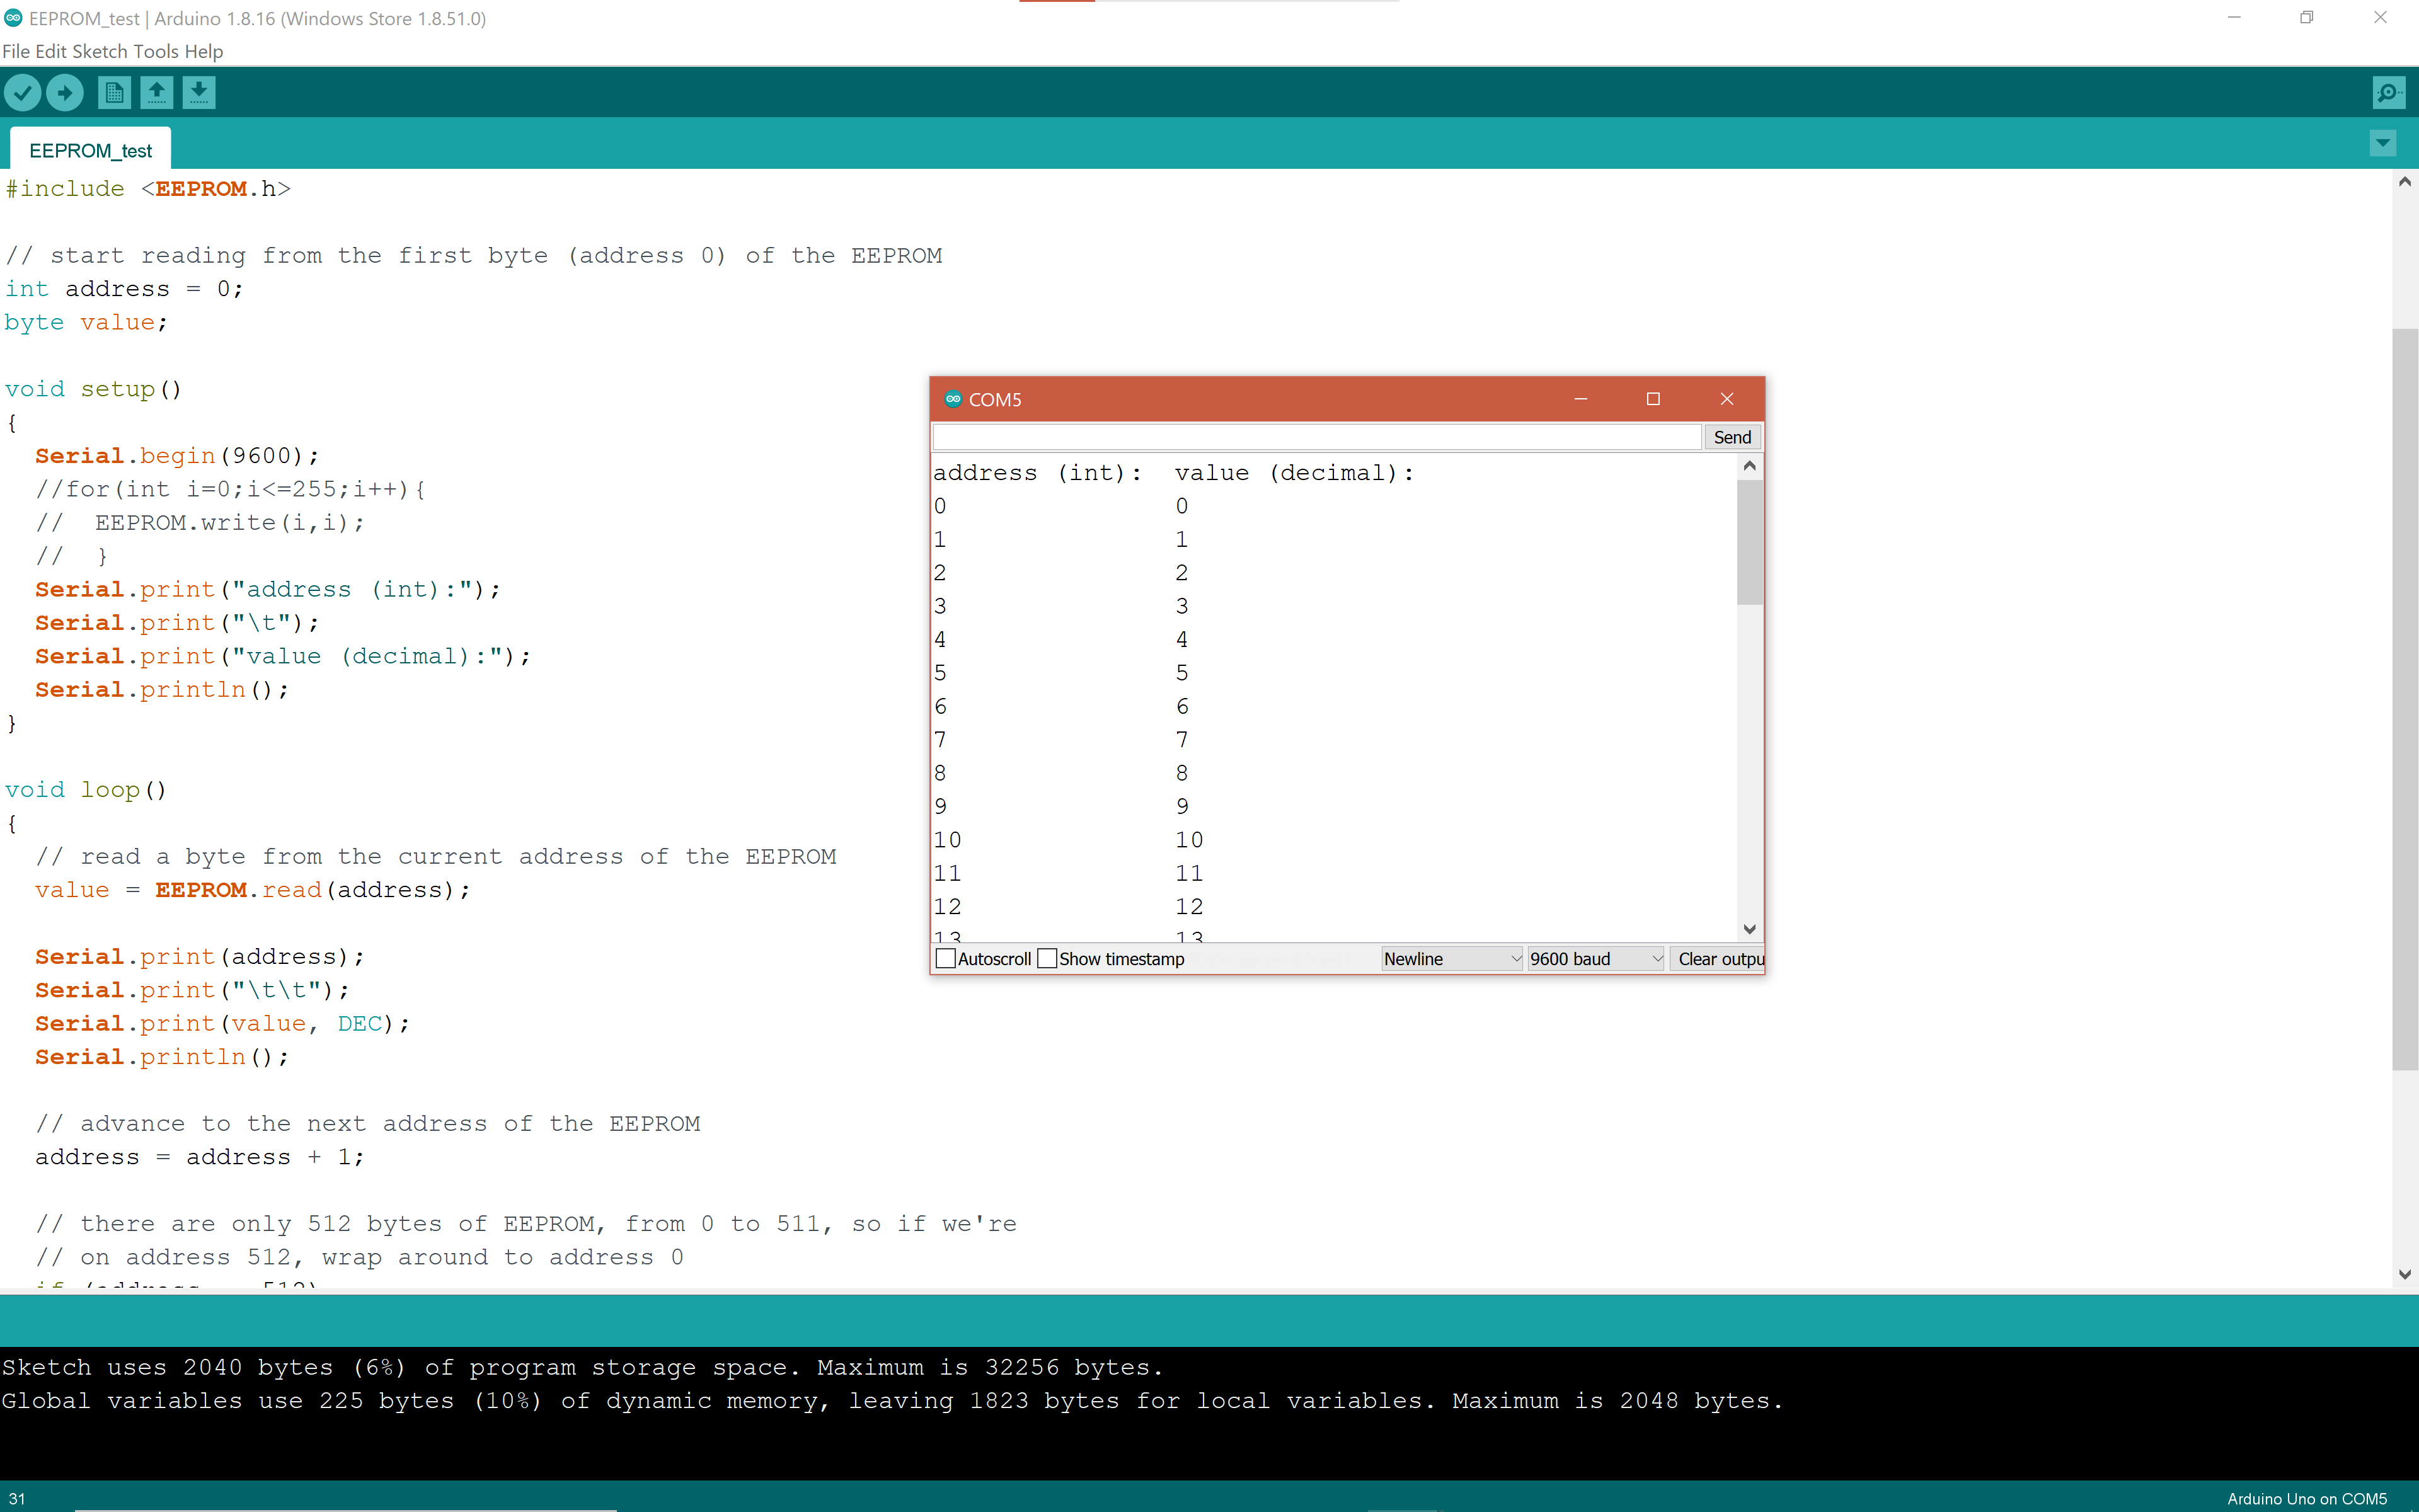 EEPROM_test | Arduino 1.8.16 (Windows Store 1.8.51.0)
File Edit Sketch Tools Help
EEPROM_test
#include <EEPROM.h>
// start reading from the first byte (address 0) of the EEPROM
int address = 0;
byte value;
void setup()
{
Serial.begin(9600);
//for(int i=0;i<=255;i++){
//  EEPROM.write(i,i);
//  }
Serial.print("address (int):");
Serial.print("\t");
Serial.print("value (decimal):");
Serial.println();
}
void loop()
{
// read a byte from the current address of the EEPROM
value = EEPROM.read(address);
Serial.print(address);
Serial.print("\t\t");
Serial.print(value, DEC);
Serial.println();
// advance to the next address of the EEPROM
address = address + 1;
// there are only 512 bytes of EEPROM, from 0 to 511, so if we're
// on address 512, wrap around to address 0
COM5
Send
address (int):  value (decimal):
0 0
1 1
2 2
3 3
4 4
5 5
6 6
7 7
8 8
9 9
10 10
11 11
12 12
13 13
Autoscroll Show timestamp Newline 9600 baud Clear outpu
Sketch uses 2040 bytes (6%) of program storage space. Maximum is 32256 bytes.
Global variables use 225 bytes (10%) of dynamic memory, leaving 1823 bytes for local variables. Maximum is 2048 bytes.
31 Arduino Uno on COM5